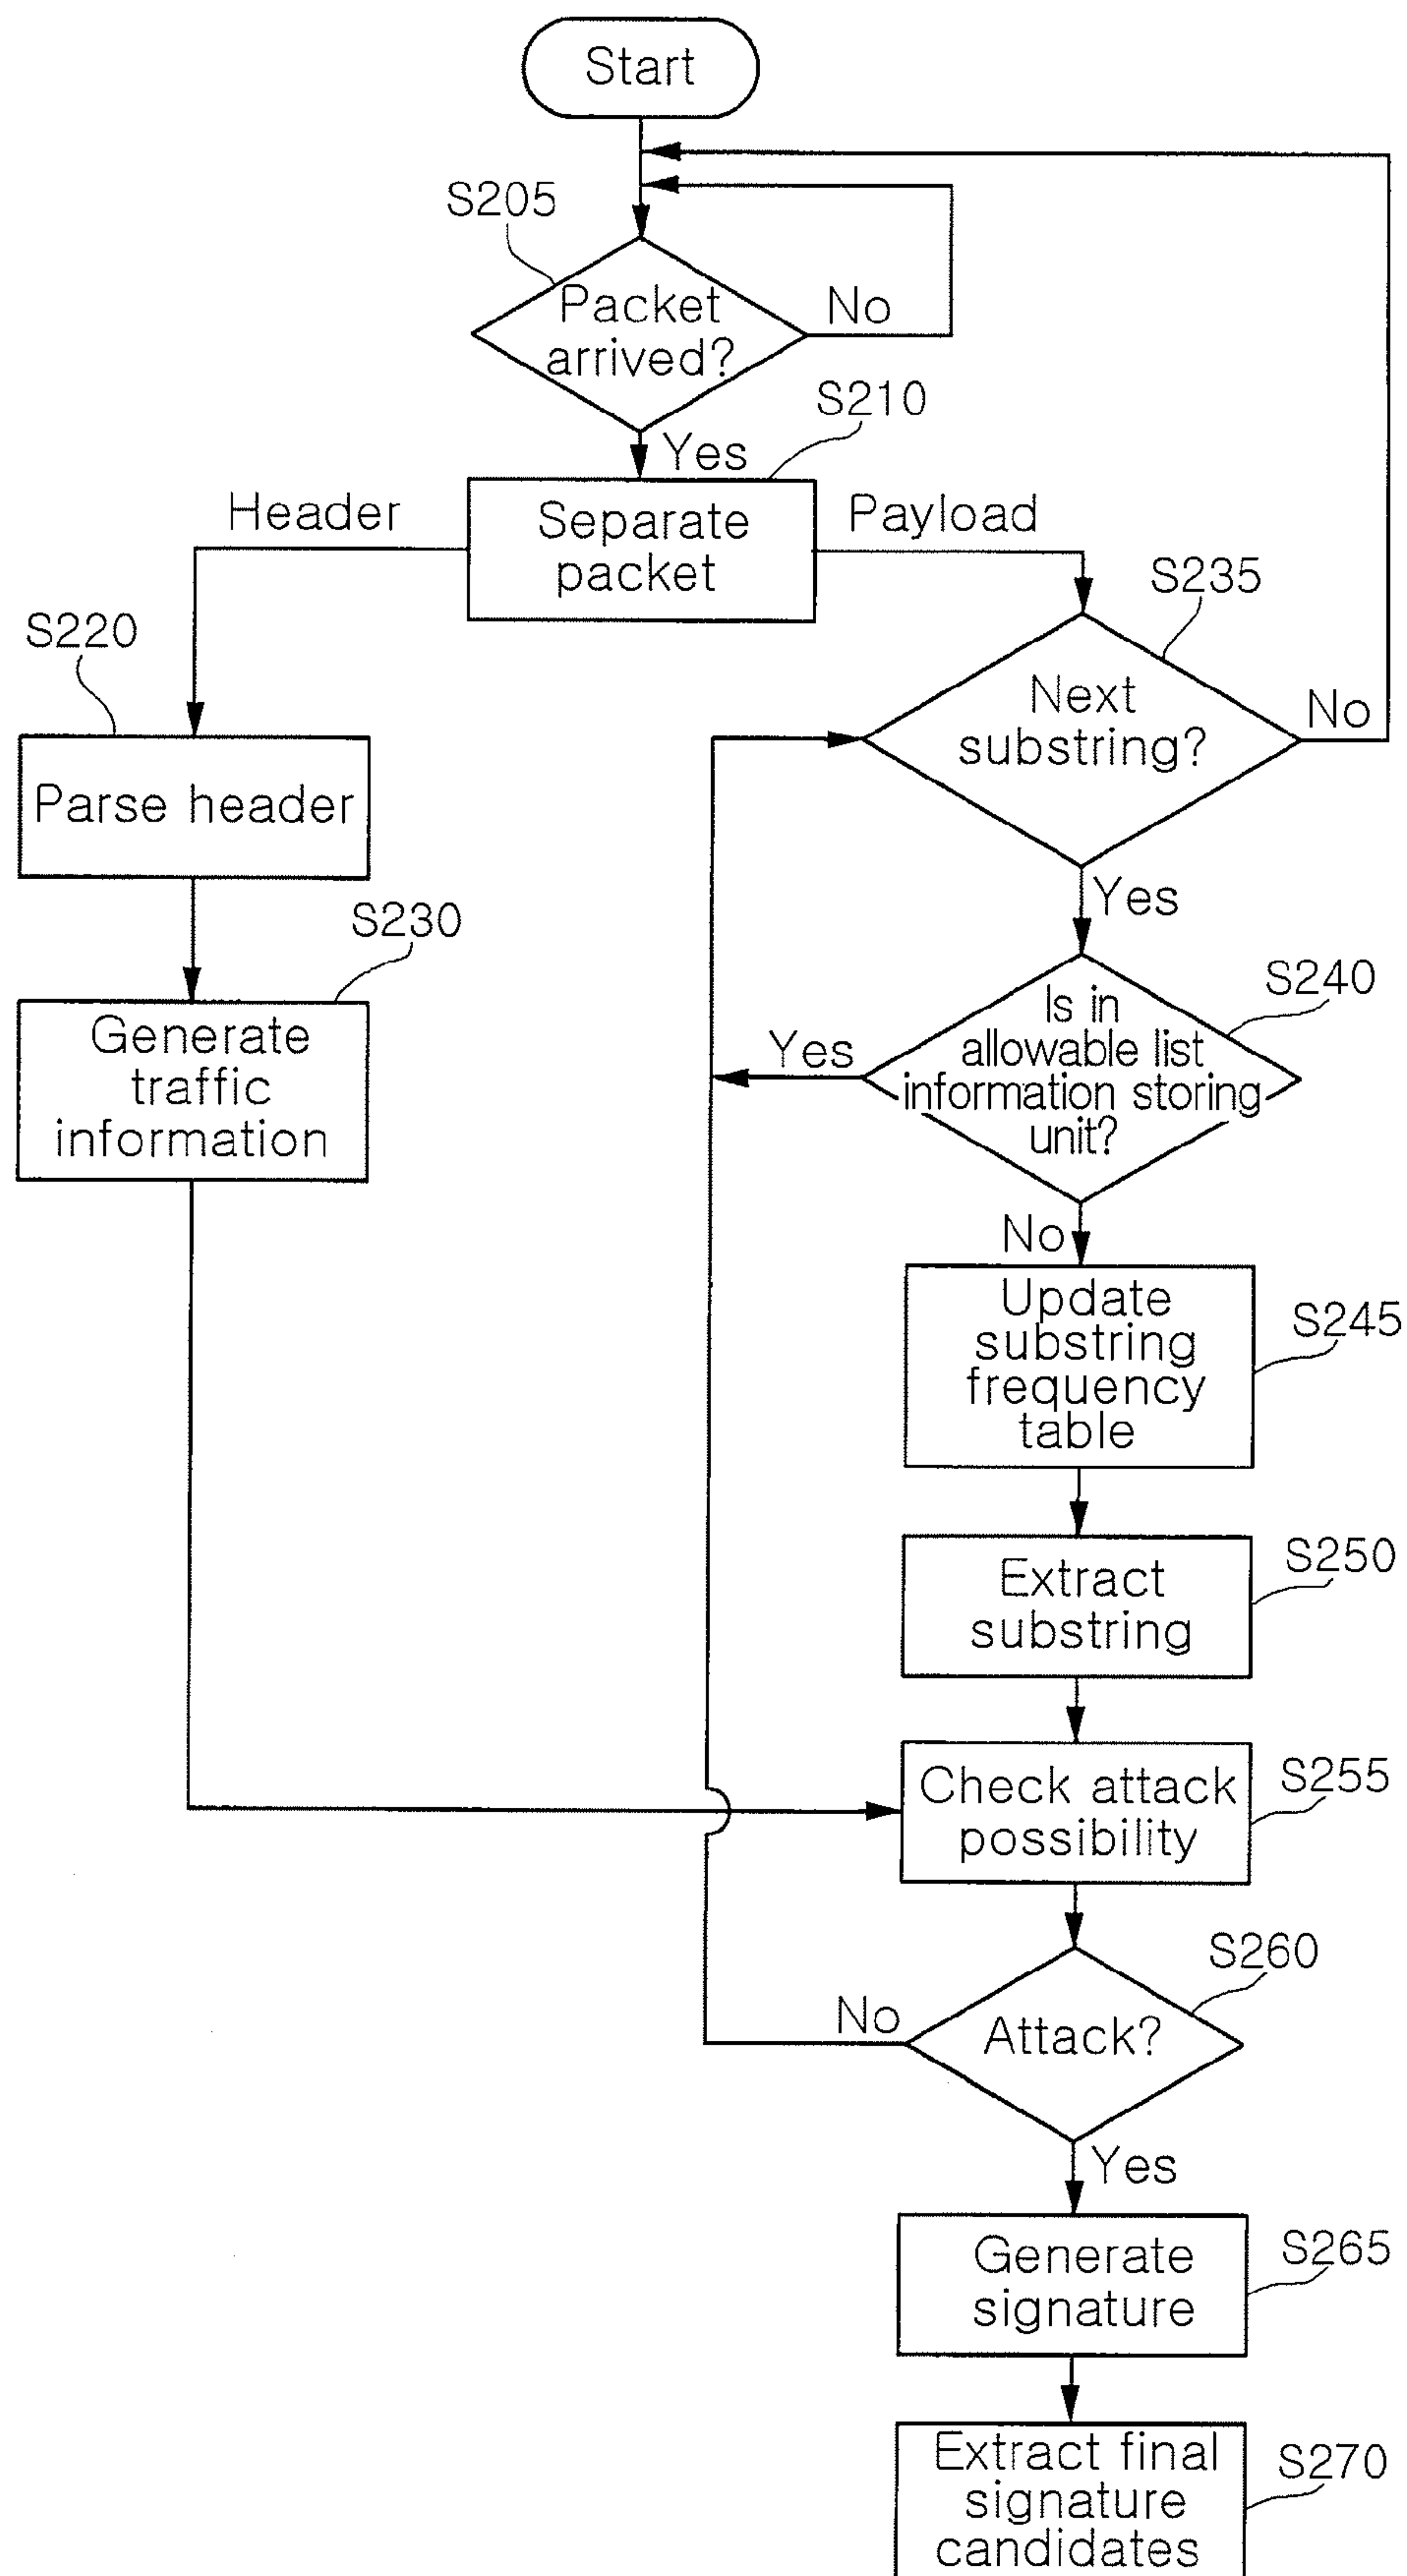 Start
S205
Packet
arrived?
No
Yes
S210
Header
Separate
packet
Payload
S235
S220
Next
substring?
No
Parse header
Yes
S230
S240
Generate
traffic
information
Is in
allowable list
information storing
unit?
Yes
No
Update
substring
frequency
table
S245
S250
Extract
substring
S255
Check attack
possibility
S260
Attack?
No
Yes
S265
Generate
signature
S270
Extract final
signature
candidates